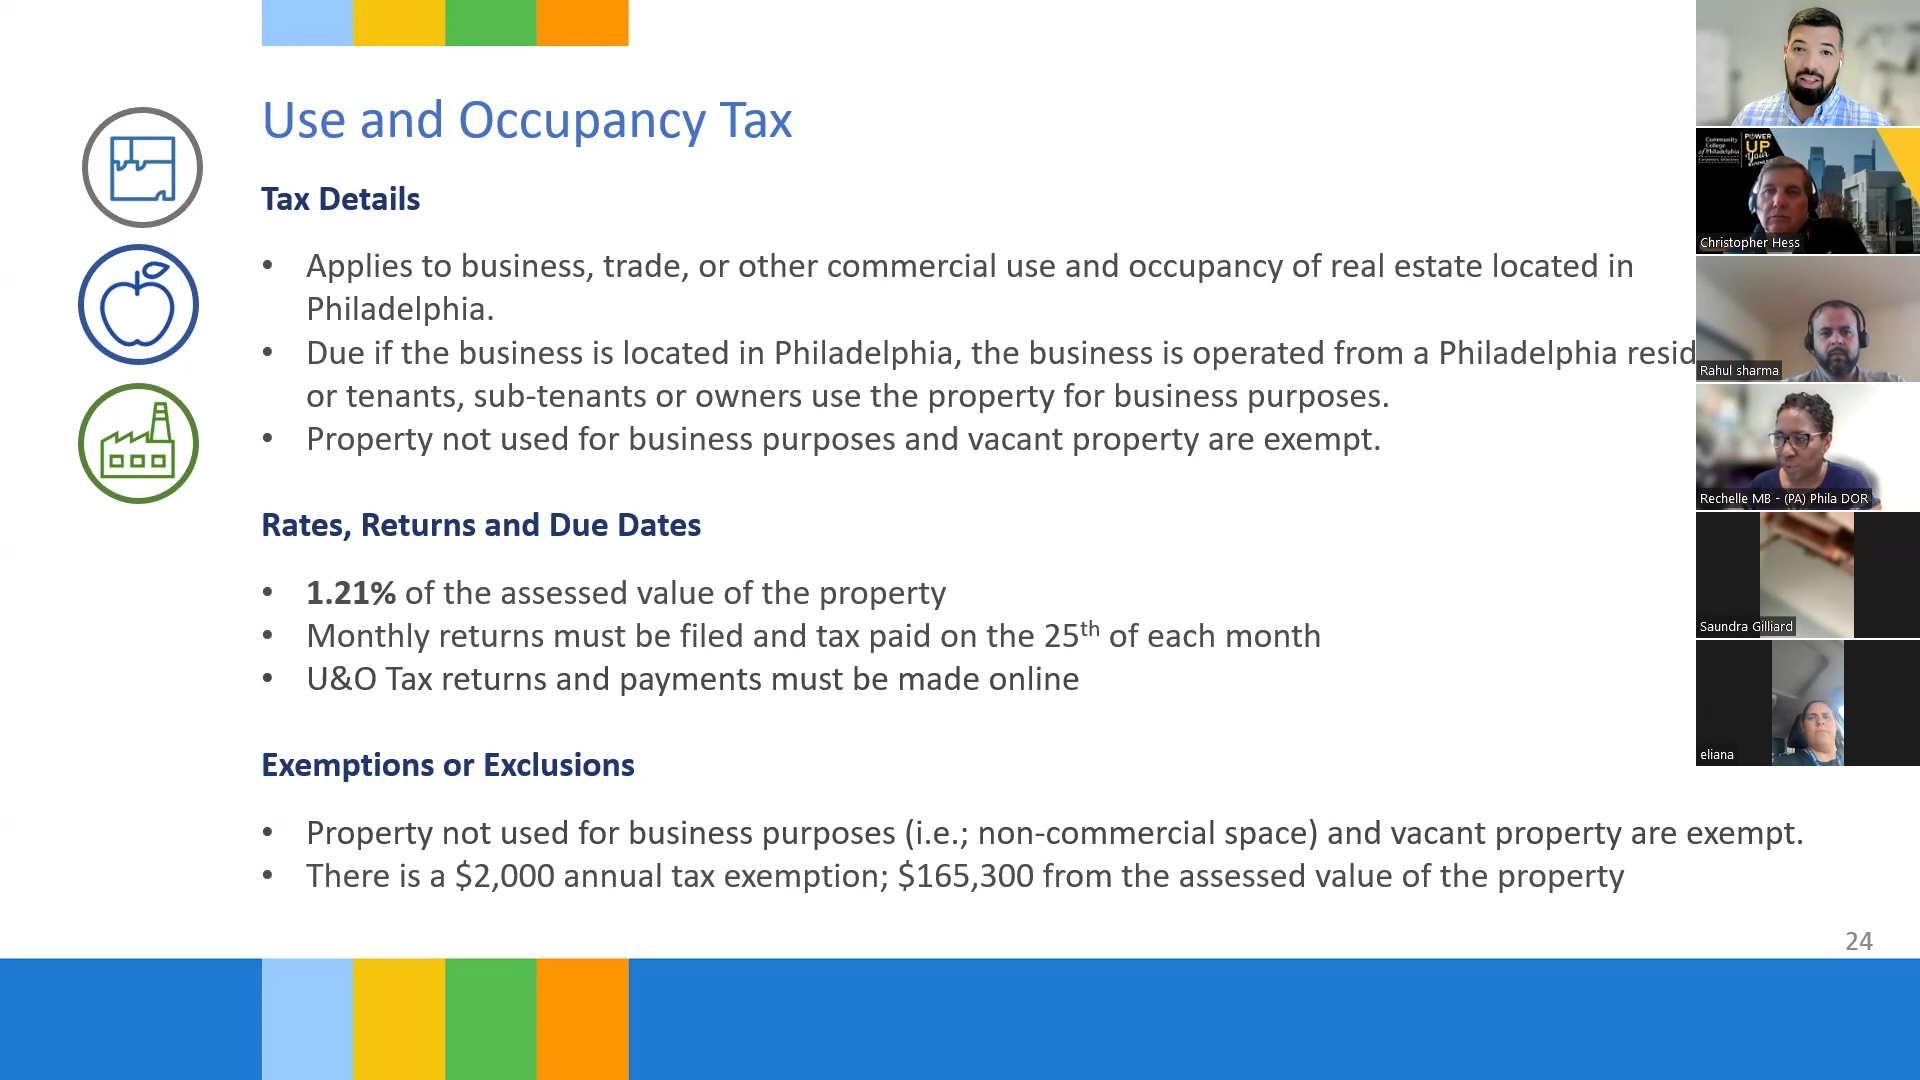 Use and Occupancy Tax
Tax Details
• Applies to business, trade, or other commercial use and occupancy of real estate located in
Philadelphia.
• Due if the business is located in Philadelphia, the business is operated from a Philadelphia resid
or tenants, sub-tenants or owners use the property for business purposes.
• Property not used for business purposes and vacant property are exempt.
Rates, Returns and Due Dates
• 1.21% of the assessed value of the property
• Monthly returns must be filed and tax paid on the 25th of each month
• U&O Tax returns and payments must be made online
Exemptions or Exclusions
• Property not used for business purposes (i.e.; non-commercial space) and vacant property are exempt.
• There is a $2,000 annual tax exemption; $165,300 from the assessed value of the property
24
Community
College
of Philadelphia
POWER
UP
Your
Christopher Hess
Rahul sharma
Rechelle MB - (PA) Phila DOR
Saundra Gilliard
eliana